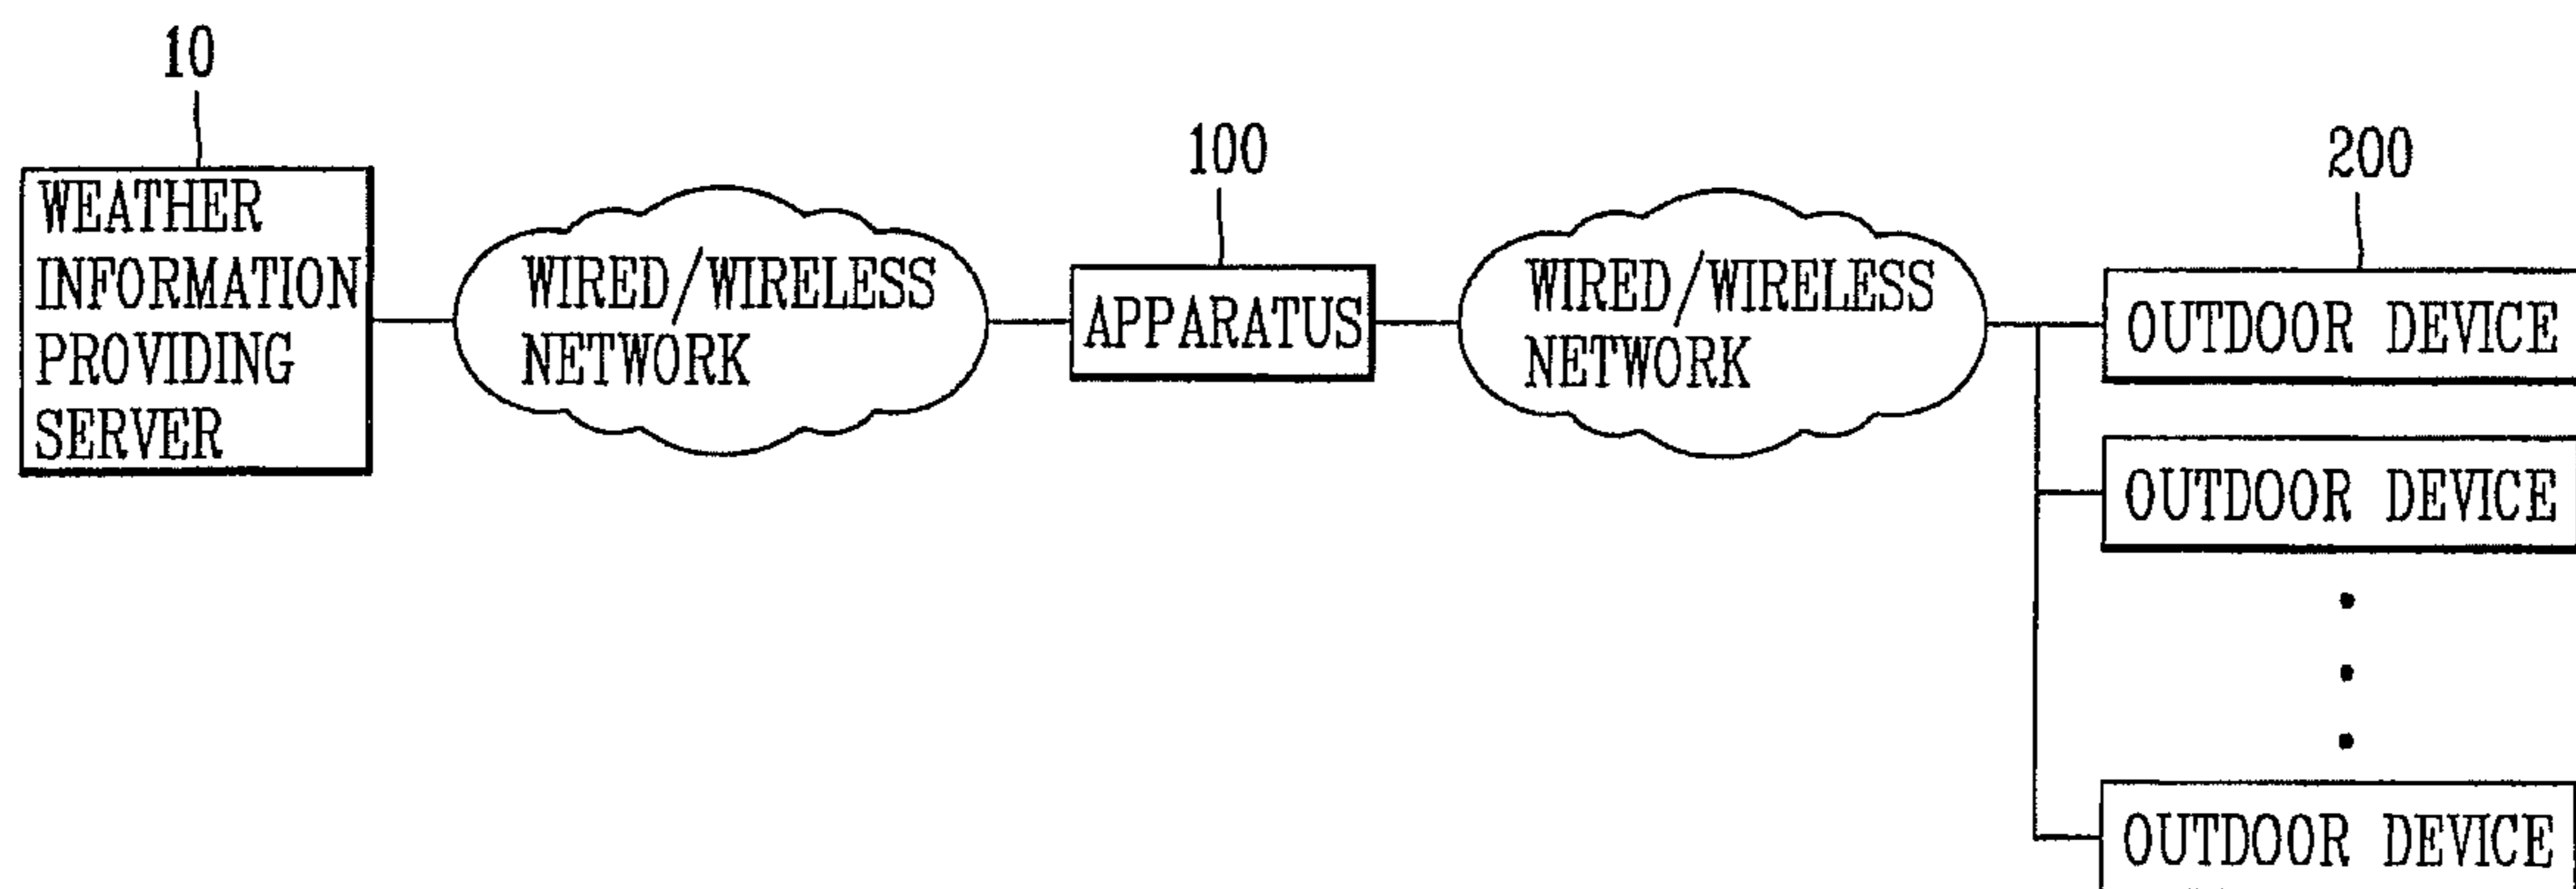 10
WEATHER
INFORMATION
PROVIDING
SERVER
WIRED/WIRELESS
NETWORK
100
APPARATUS
WIRED/WIRELESS
NETWORK
200
OUTDOOR DEVICE
OUTDOOR DEVICE
OUTDOOR DEVICE